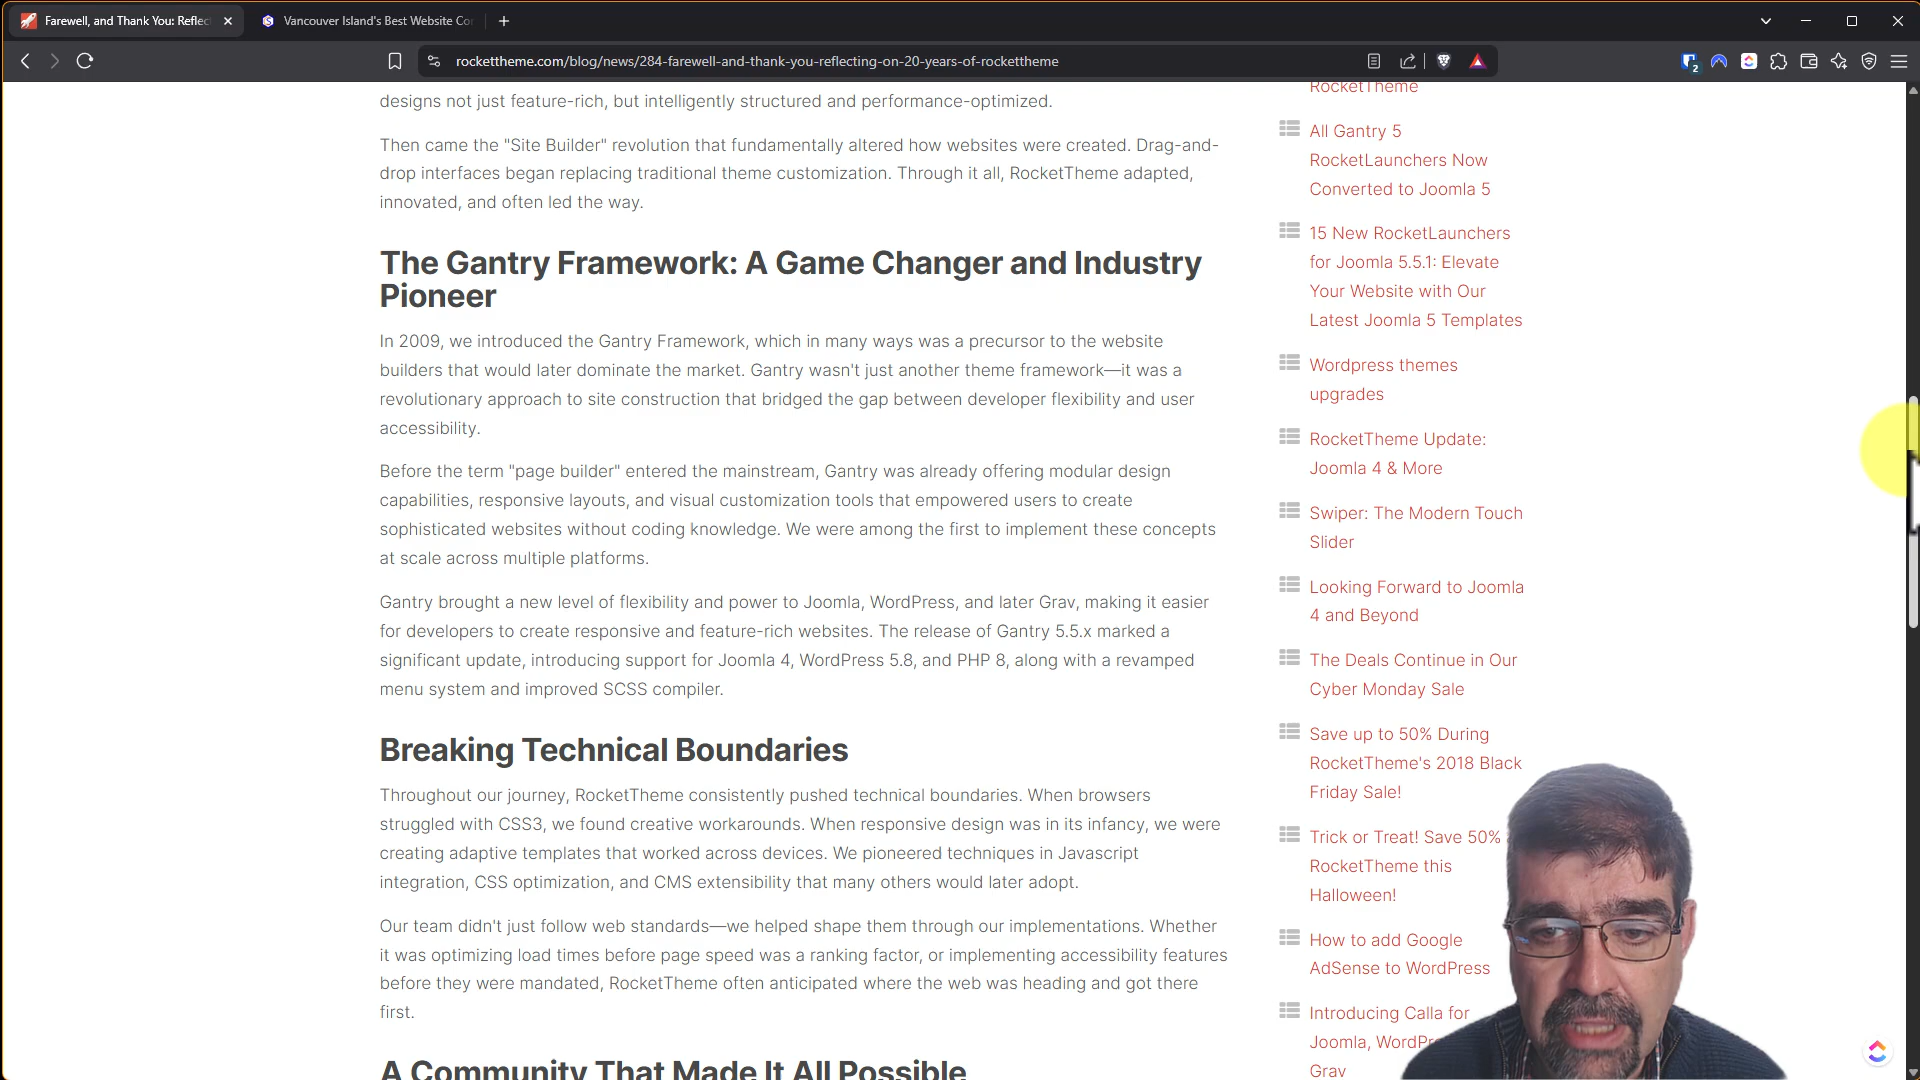 Farewell, and Thank You: Reflec
Vancouver Island's Best Website Co
rockettheme.com/blog/news/284-farewell-and-thank-you-reflecting-on-20-years-of-rockettheme
2
designs not just feature-rich, but intelligently structured and performance-optimized.
Then came the "Site Builder" revolution that fundamentally altered how websites were created. Drag-and-
drop interfaces began replacing traditional theme customization. Through it all, RocketTheme adapted,
innovated, and often led the way.
The Gantry Framework: A Game Changer and Industry
Pioneer
In 2009, we introduced the Gantry Framework, which in many ways was a precursor to the website
builders that would later dominate the market. Gantry wasn't just another theme framework—it was a
revolutionary approach to site construction that bridged the gap between developer flexibility and user
accessibility.
Before the term "page builder" entered the mainstream, Gantry was already offering modular design
capabilities, responsive layouts, and visual customization tools that empowered users to create
sophisticated websites without coding knowledge. We were among the first to implement these concepts
at scale across multiple platforms.
Gantry brought a new level of flexibility and power to Joomla, WordPress, and later Grav, making it easier
for developers to create responsive and feature-rich websites. The release of Gantry 5.5.x marked a
significant update, introducing support for Joomla 4, WordPress 5.8, and PHP 8, along with a revamped
menu system and improved SCSS compiler.
Breaking Technical Boundaries
Throughout our journey, RocketTheme consistently pushed technical boundaries. When browsers
struggled with CSS3, we found creative workarounds. When responsive design was in its infancy, we were
creating adaptive templates that worked across devices. We pioneered techniques in Javascript
integration, CSS optimization, and CMS extensibility that many others would later adopt.
Our team didn't just follow web standards—we helped shape them through our implementations. Whether
it was optimizing load times before page speed was a ranking factor, or implementing accessibility features
before they were mandated, RocketTheme often anticipated where the web was heading and got there
first.
A Community That Made It All Possible
RocketTheme
All Gantry 5
RocketLaunchers Now
Converted to Joomla 5
15 New RocketLaunchers
for Joomla 5.5.1: Elevate
Your Website with Our
Latest Joomla 5 Templates
Wordpress themes
upgrades
RocketTheme Update:
Joomla 4 & More
Swiper: The Modern Touch
Slider
Looking Forward to Joomla
4 and Beyond
The Deals Continue in Our
Cyber Monday Sale
Save up to 50% During
RocketTheme's 2018 Black
Friday Sale!
Trick or Treat! Save 50%
RocketTheme this
Halloween!
How to add Google
AdSense to WordPress
Introducing Calla for
Joomla, WordPr
Grav